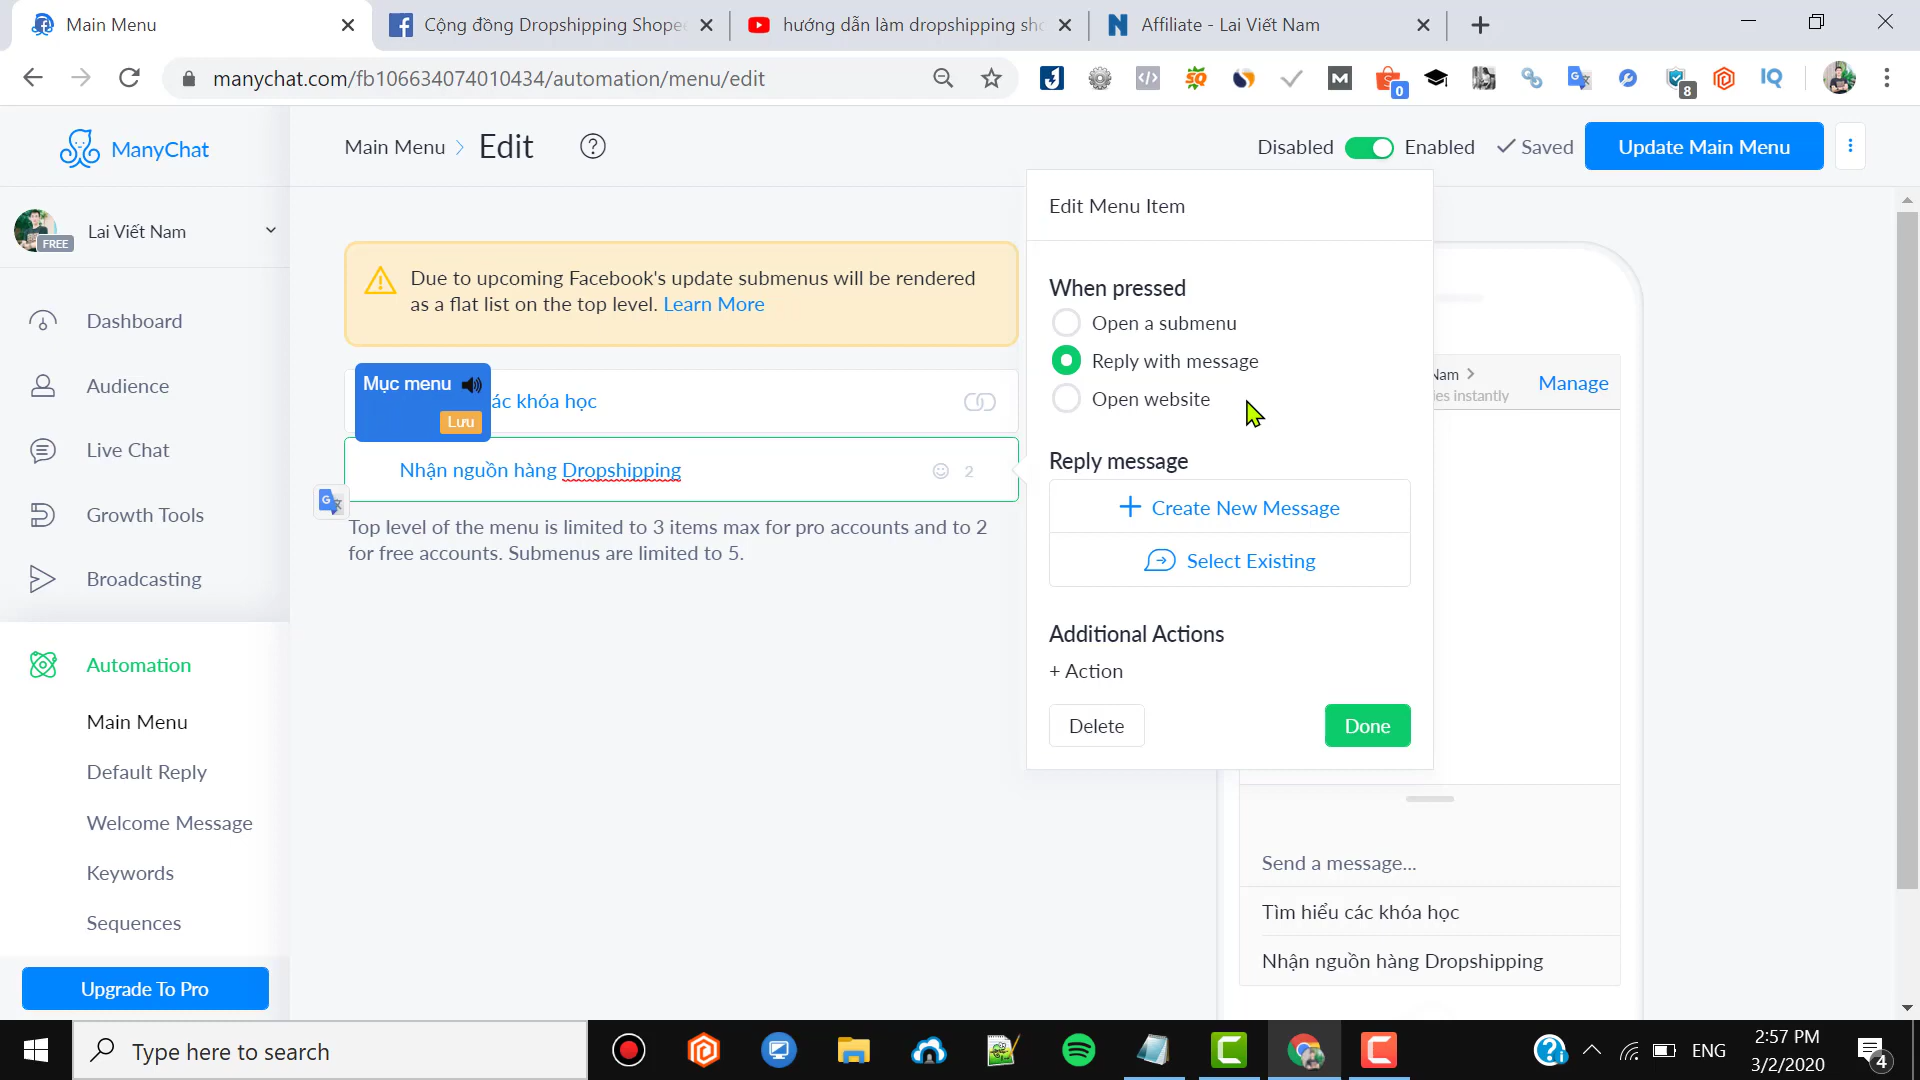 Main Menu
Cộng đồng Dropshipping Shopee
hướng dẫn làm dropshipping sho
Affiliate - Lai Viết Nam
manychat.com/fb106634074010434/automation/menu/edit
0
8
ManyChat
Main Menu
Edit
Disabled
Enabled
Saved
Update Main Menu
FREE
Lai Viết Nam
Dashboard
Audience
Live Chat
Growth Tools
Broadcasting
Automation
Main Menu
Default Reply
Welcome Message
Keywords
Sequences
Upgrade To Pro
Due to upcoming Facebook's update submenus will be rendered
as a flat list on the top level. Learn More
Mục menu
Lưu
ác khóa học
Nhận nguồn hàng Dropshipping
2
Top level of the menu is limited to 3 items max for pro accounts and to 2
for free accounts. Submenus are limited to 5.
Edit Menu Item
When pressed
Open a submenu
Reply with message
Open website
Reply message
+ Create New Message
Select Existing
Additional Actions
+ Action
Delete
Done
Nam
es instantly
Manage
Send a message...
Tìm hiểu các khóa học
Nhận nguồn hàng Dropshipping
Type here to search
ENG
2:57 PM
3/2/2020
4